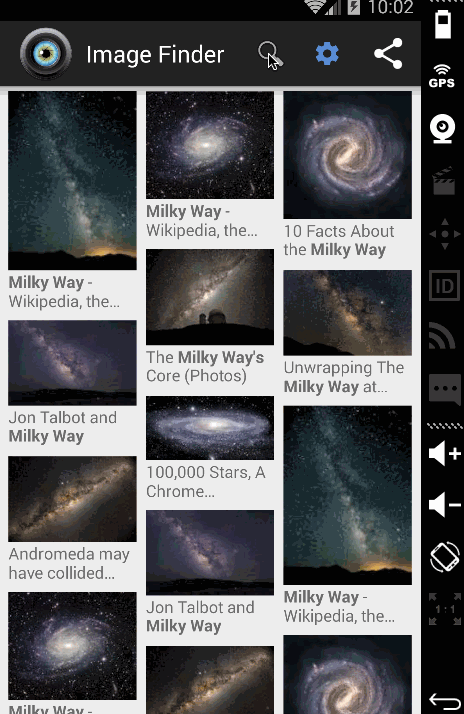 10:02
Image Finder
GPS
Milky Way -
Wikipedia, the...
Jon Talbot and
Milky Way
Andromeda may
have collided...
Milky Way -
Milky Way -
Wikipedia, the...
The Milky Way's
Core (Photos)
100,000 Stars, A
Chrome...
Jon Talbot and
Milky Way
10 Facts About
the Milky Way
Unwrapping The
Milky Way at...
Milky Way -
Wikipedia, the...
ID
1:1